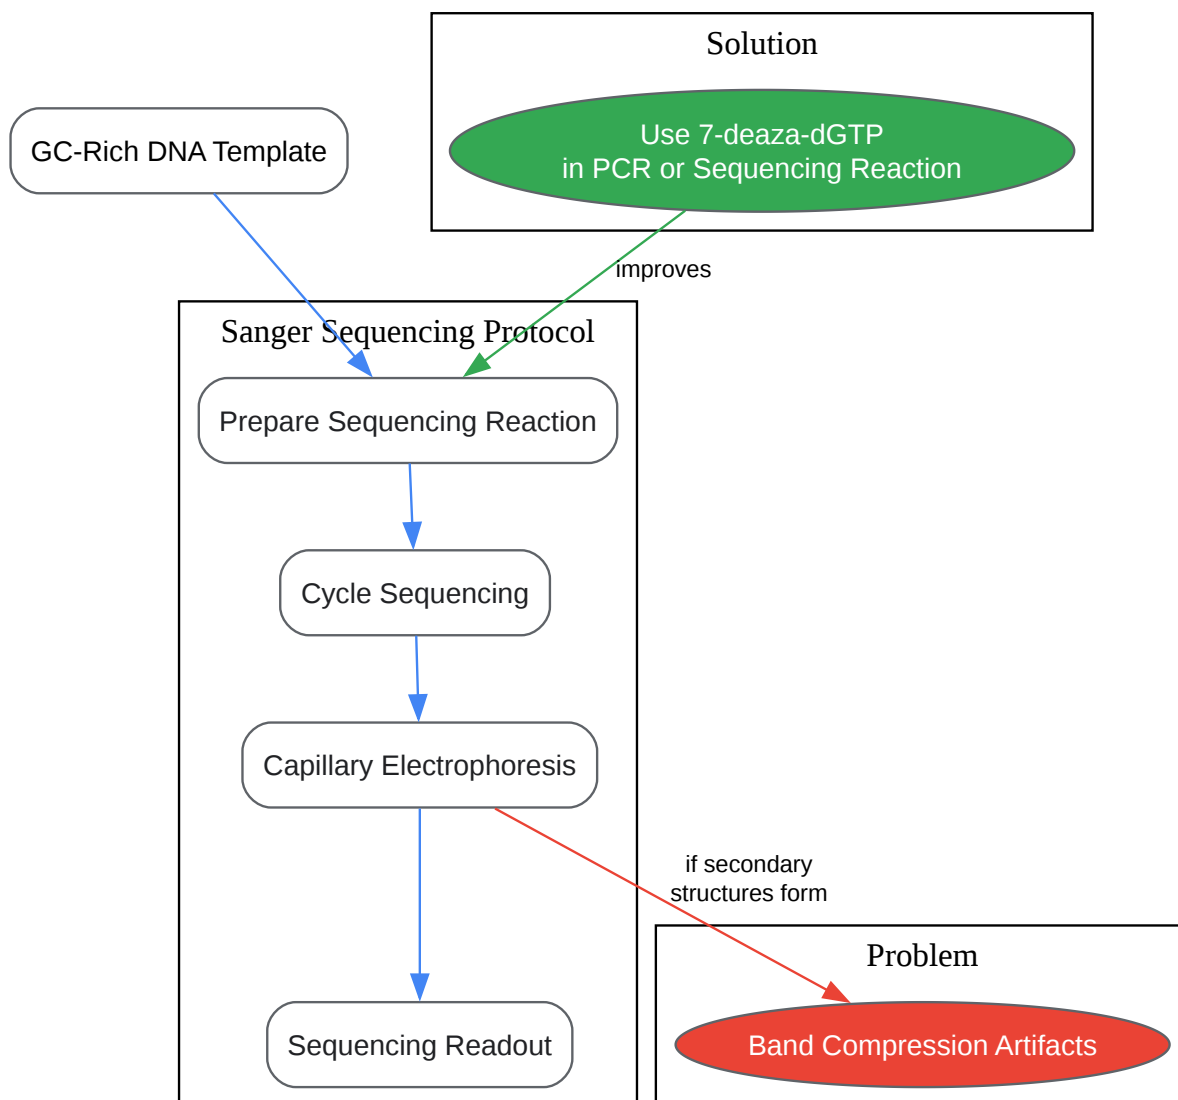 Solution
Use 7-deaza-dGTP
in PCR or Sequencing Reaction
GC-Rich DNA Template
improves
Sanger Sequencing Protocol
Prepare Sequencing Reaction
Cycle Sequencing
Capillary Electrophoresis
if secondary
structures form
Problem
Band Compression Artifacts
Sequencing Readout